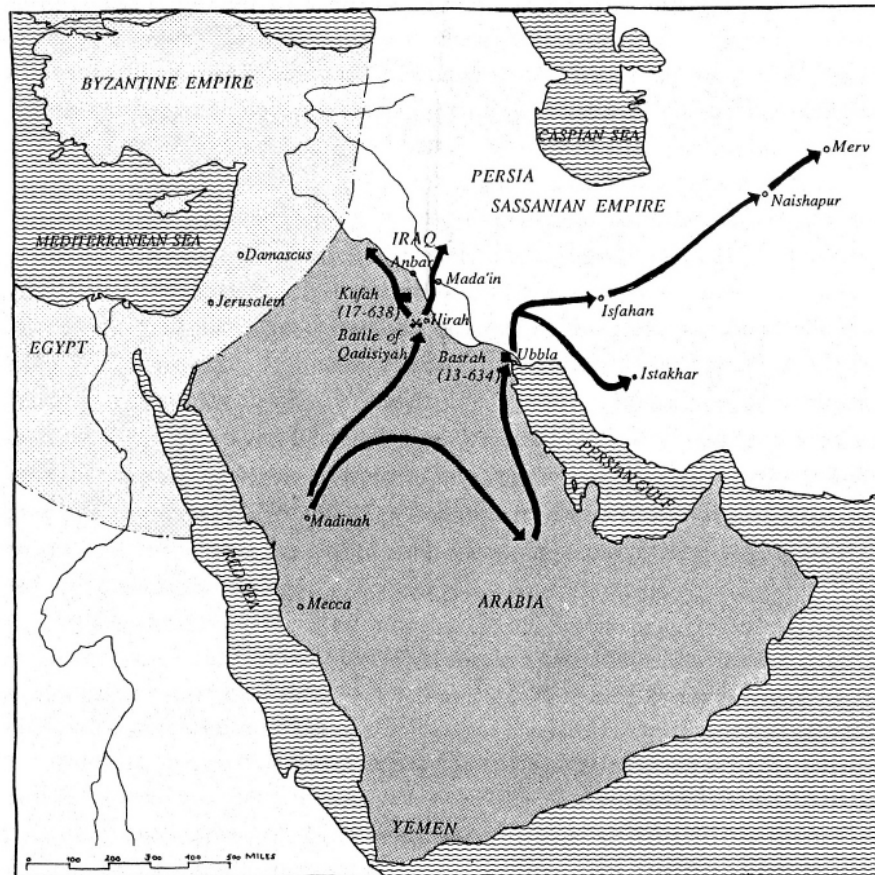 BYZANTINE EMPIRE
CASPIAN SEA
Merv
PERSIA
SASSANIAN EMPIRE
Naishapur
MEDITERRANEAN SEA
IRAQ
Damascus
Anbar
Mada'in
Jerusalem
Kufah
(17-638)
Hirah
Isfahan
EGYPT
Battle of
Qadisiyah
Basrah
(13-634)
Ubbla
Istakhar
PERSIAN GULF
Madinah
RED SEA
Mecca
ARABIA
YEMEN
0 100 200 300 400 500 MILES